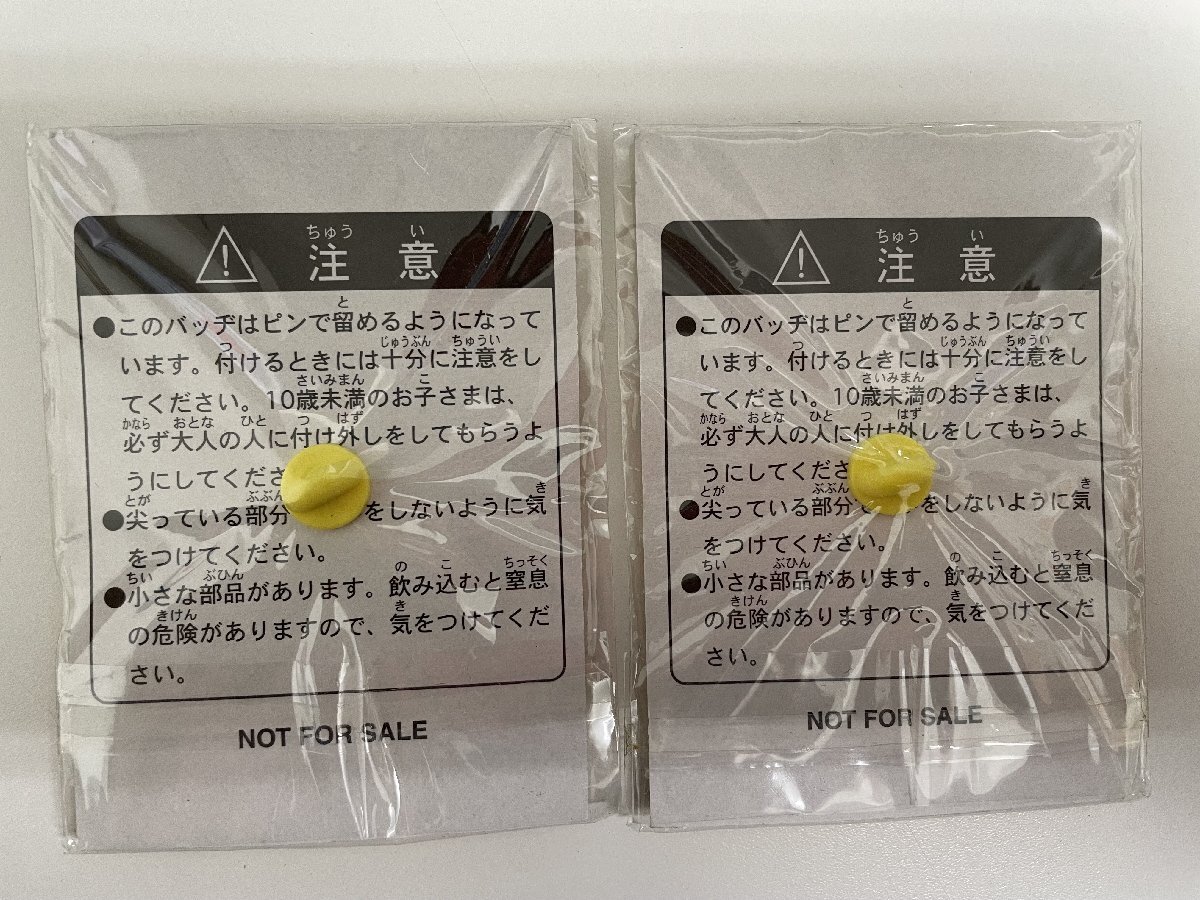 ちゅう い
注 意
●このバッヂはピンで留めるようになって
います。付けるときには十分に注意をし
てください。10歳未満のお子さまは、
必ず大人の人に付け外しをしてもらうよ
うにしてくださ
●尖っている部分 をしないように気
をつけてください。
●小さな部品があります。飲み込むと窒息
の危険がありますので、気をつけてくだ
さい。
NOT FOR SALE
ちゅう い
注 意
●このバッヂはピンで留めるようになって
います。付けるときには十分に注意をし
てください。10歳未満のお子さまは、
必ず大人の人に付け外しをしてもらうよ
うにしてくださ
●尖っている部分で をしないように気
をつけてください。
●小さな部品があります。飲み込むと窒息
の危険がありますので、気をつけてくだ
さい。
NOT FOR SALE